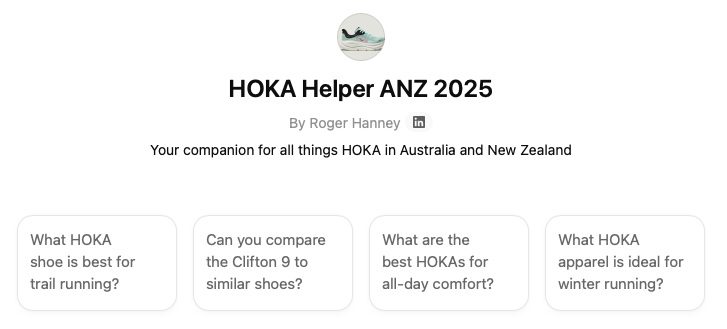 HOKA Helper ANZ 2025
By Roger Hanney in
Your companion for all things HOKA in Australia and New Zealand
What HOKA
shoe is best for
trail running?
Can you compare
the Clifton 9 to
similar shoes?
What are the
best HOKAs for
all-day comfort?
What HOKA
apparel is ideal for
winter running?